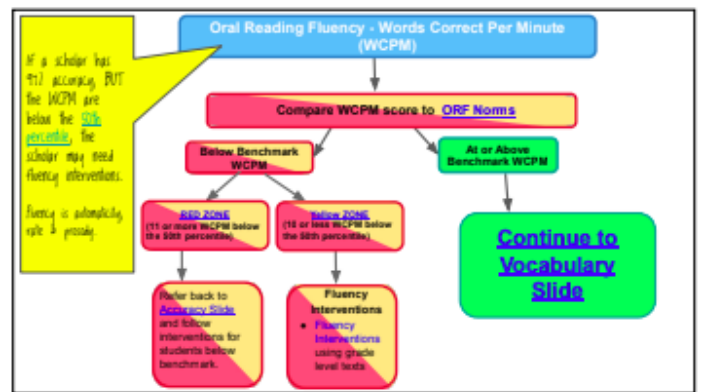 Oral Reading Fluency - Words Correct Per Minute
(WCPM)
If a scholar has
97% accuracy, BUT
the WCPM are
below the 50th
percentile, the
scholar may need
fluency interventions.
Fluency is automaticity,
rate + prosody.
Compare WCPM score to ORF Norms
Below Benchmark
WCPM
At or Above
Benchmark WCPM
RED ZONE
(11 or more WCPM below
the 50th percentile)
Yellow ZONE
(10 or less WCPM below
the 50th percentile)
Continue to
Vocabulary
Slide
Refer back to
Accuracy Slide
and follow
interventions for
students below
benchmark.
Fluency
Interventions
• Fluency
Interventions
using grade
level texts